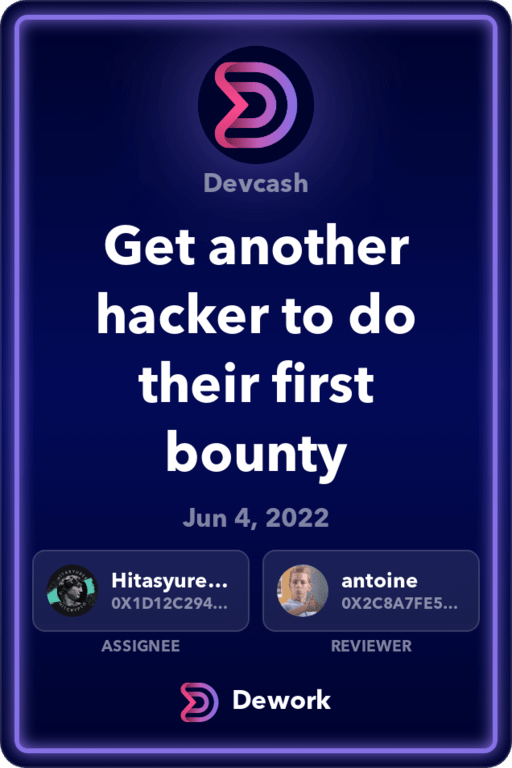 Devcash
Get another
hacker to do
their first
bounty
Jun 4, 2022
Hitasyure...
0X1D12C294...
ASSIGNEE
antoine
0X2C8A7FE5...
REVIEWER
Dework